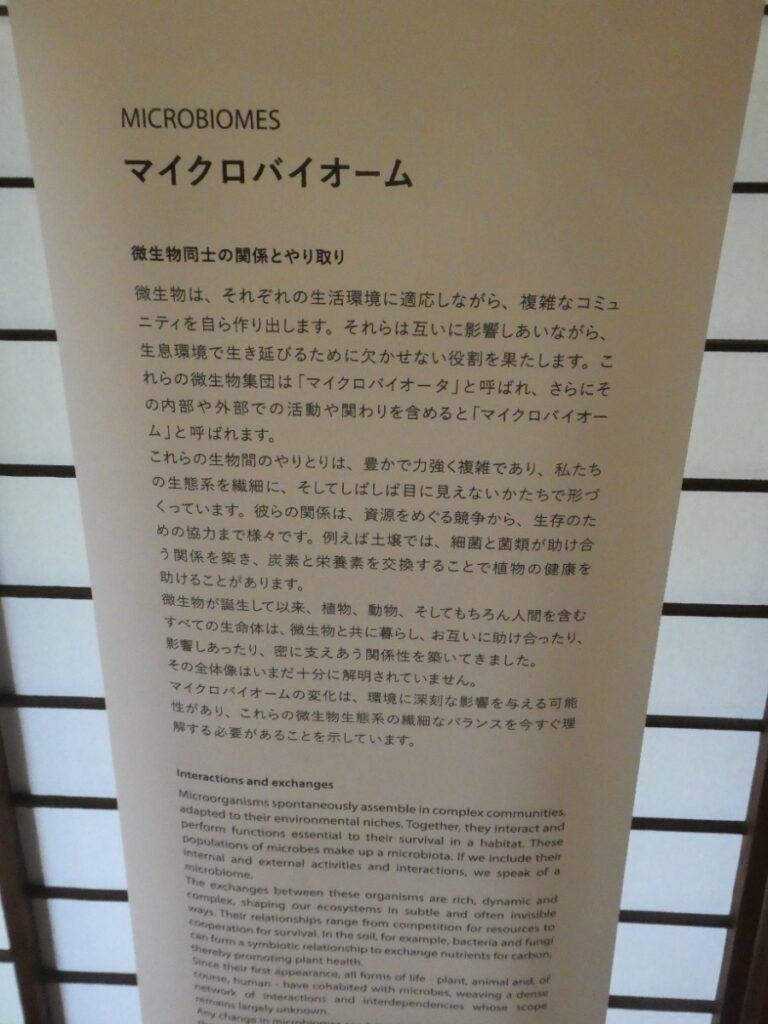 MICROBIOMES
マイクロバイオーム
微生物同士の関係とやり取り
微生物は、それぞれの生活環境に適応しながら、複雑なコミュ
ニティを自ら作り出します。それらは互いに影響しあいながら、
生息環境で生き延びるために欠かせない役割を果たします。こ
れらの微生物集団は「マイクロバイオータ」と呼ばれ、さらにそ
の内部や外部での活動や関わりを含めると「マイクロバイオー
ム」と呼ばれます。
これらの生物間のやりとりは、豊かで力強く複雑であり、私たち
の生態系を繊細に、そしてしばしば目に見えないかたちで形づ
くっています。彼らの関係は、資源をめぐる競争から、生存のた
めの協力まで様々です。例えば土壌では、細菌と菌類が助け合
う関係を築き、炭素と栄養素を交換することで植物の健康を
助けることがあります。
微生物が誕生して以来、植物、動物、そしてもちろん人間を含む
すべての生命体は、微生物と共に暮らし、お互いに助け合ったり、
影響しあったり、密に支えあう関係性を築いてきました。
その全体像はいまだ十分に解明されていません。
マイクロバイオームの変化は、環境に深刻な影響を与える可能
性があり、これらの微生物生態系の繊細なバランスを今すぐ理
解する必要があることを示しています。
Interactions and exchanges
Microorganisms spontaneously assemble in complex communities,
adapted to their environmental niches. Together, they interact and
perform functions essential to their survival in a habitat. These
populations of microbes make up a microbiota. If we include their
internal and external activities and interactions, we speak of a
microbiome.
The exchanges between these organisms are rich, dynamic and
complex, shaping our ecosystems in subtle and often invisible
ways. Their relationships range from competition for resources to
cooperation for survival. In the soil, for example, bacteria and fungi
can form a symbiotic relationship to exchange nutrients for carbon,
thereby promoting plant health.
Since their first appearance, all forms of life - plant, animal and, of
course, human - have cohabited with microbes, weaving a dense
network of interactions and interdependencies whose scope
remains largely unknown.
Any change in microbiomes